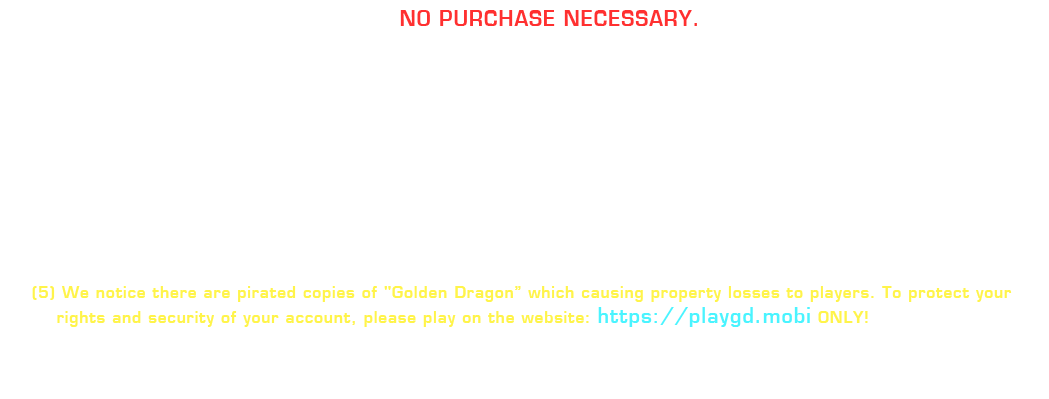 NO PURCHASE NECESSARY.
(5) We notice there are pirated copies of "Golden Dragon" which causing property losses to players. To protect your
rights and security of your account, please play on the website: https://playgd.mobi ONLY!